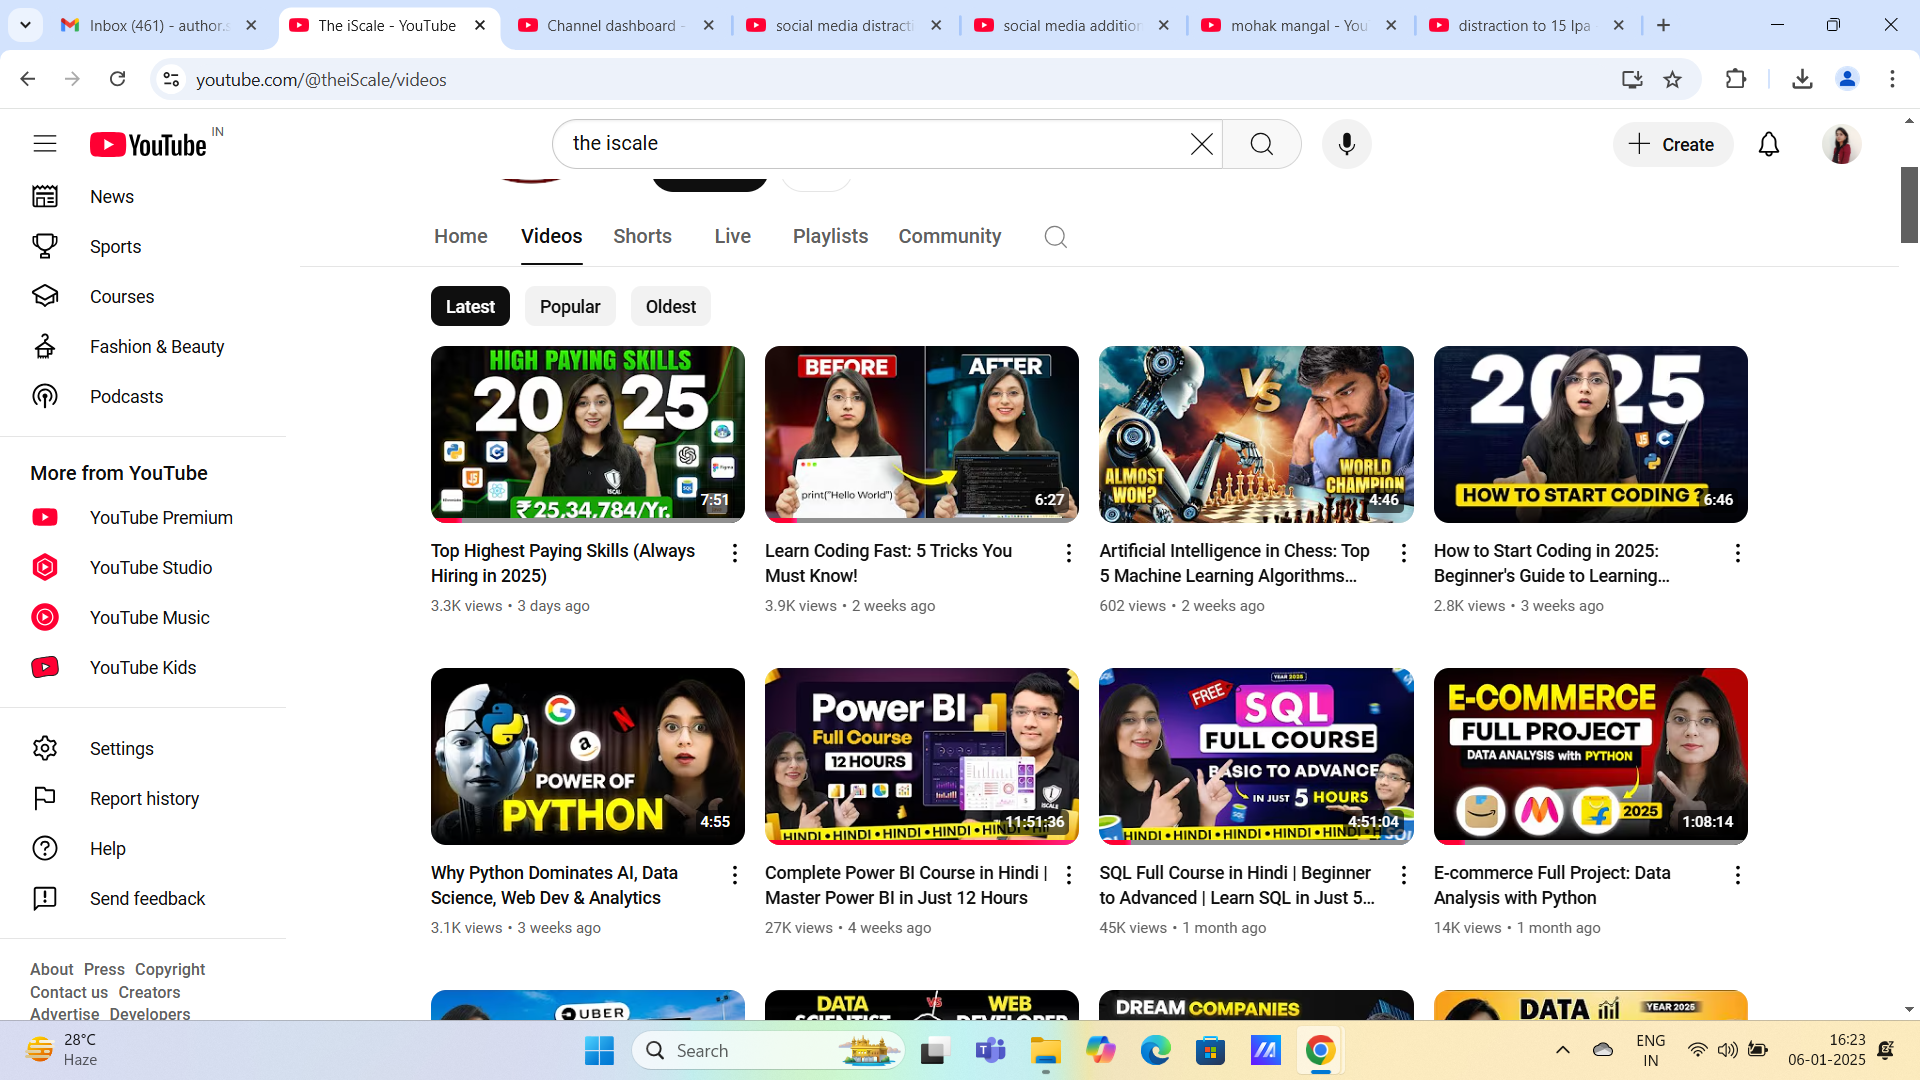 Inbox (461) - author.s
The iScale - YouTube
Channel dashboard -
social media distracti
social media addition
mohak mangal - You
distraction to 15 lpa
youtube.com/@theiScale/videos
YouTube IN
the iscale
Create
News
Sports
Courses
Fashion & Beauty
Podcasts
More from YouTube
YouTube Premium
YouTube Studio
YouTube Music
YouTube Kids
Settings
Report history
Help
Send feedback
About Press Copyright
Contact us Creators
Advertise Developers
Home Videos Shorts Live Playlists Community
Latest Popular Oldest
HIGH PAYING SKILLS
2025
ISCALE
₹25,34,784/Yr.
7:51
Top Highest Paying Skills (Always
Hiring in 2025)
3.3K views • 3 days ago
BEFORE AFTER
print("Hello World")
6:27
Learn Coding Fast: 5 Tricks You
Must Know!
3.9K views • 2 weeks ago
VS
ALMOST
WON?
WORLD
CHAMPION
4:46
Artificial Intelligence in Chess: Top
5 Machine Learning Algorithms...
602 views • 2 weeks ago
2025
HOW TO START CODING ?
6:46
How to Start Coding in 2025:
Beginner's Guide to Learning...
2.8K views • 3 weeks ago
POWER OF
PYTHON
4:55
Why Python Dominates AI, Data
Science, Web Dev & Analytics
3.1K views • 3 weeks ago
Power BI
Full Course
12 HOURS
ISCALE
HINDI • HINDI • HINDI • HINDI • HINDI
11:51:36
Complete Power BI Course in Hindi |
Master Power BI in Just 12 Hours
27K views • 4 weeks ago
YEAR 2025
FREE
SQL
FULL COURSE
BASIC TO ADVANCE
IN JUST 5 HOURS
HINDI • HINDI • HINDI • HINDI • HINDI
4:51:04
SQL Full Course in Hindi | Beginner
to Advanced | Learn SQL in Just 5...
45K views • 1 month ago
E-COMMERCE
FULL PROJECT
DATA ANALYSIS with PYTHON
2025
1:08:14
E-commerce Full Project: Data
Analysis with Python
14K views • 1 month ago
UBER
DATA VS WEB
SCIENTIST DEVELOPER
DREAM COMPANIES
DATA YEAR 2025
28°C
Haze
Search
ENG
IN
16:23
06-01-2025